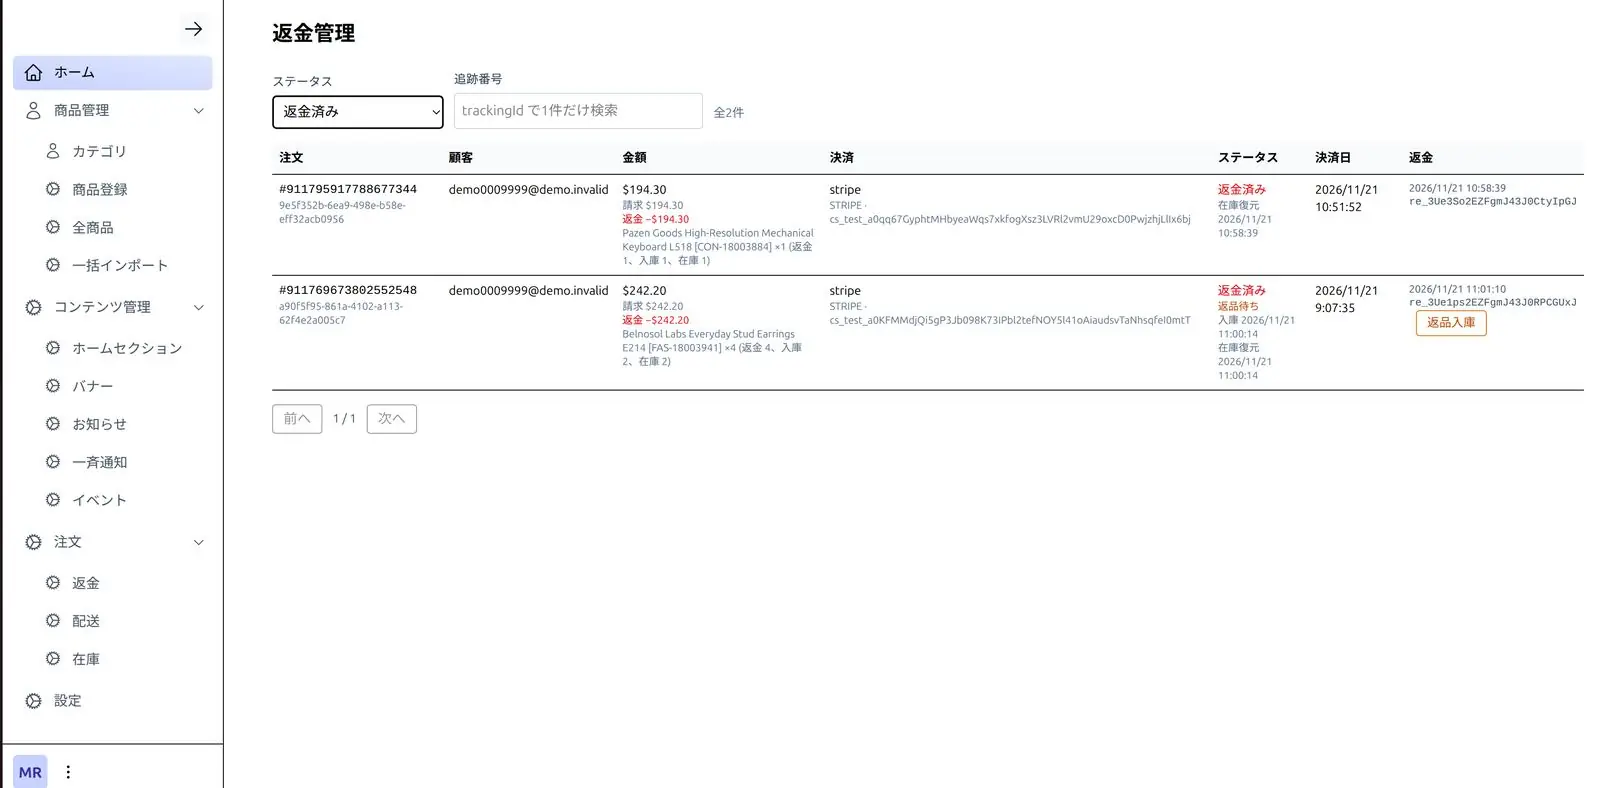 ホーム
商品管理
カテゴリ
商品登録
全商品
一括インポート
コンテンツ管理
ホームセクション
バナー
お知らせ
一斉通知
イベント
注文
返金
配送
在庫
設定
MR
返金管理
ステータス
追跡番号
返金済み
trackingId で1件だけ検索
全2件
注文 顧客 金額 決済 ステータス 決済日 返金
#911795917788677344
9e5f352b-6ea9-498e-b58e-
eff32acb0956
demo0009999@demo.invalid
$194.30
請求 $194.30
返金 −$194.30
Pazen Goods High-Resolution Mechanical
Keyboard L518 [CON-18003884] ×1 (返金
1、入庫 1、在庫 1)
stripe
STRIPE ·
cs_test_a0qq67GyphtMHbyeaWqs7xkfogXsz3LVRl2vmU29oxcD0PwjzhjLlIx6bj
返金済み
在庫復元
2026/11/21
10:58:39
2026/11/21
10:51:52
2026/11/21 10:58:39
re_3Ue3So2EZFgmJ43J0CtyIpGJ
#911769673802552548
a90f5f95-861a-4102-a113-
62f4e2a005c7
demo0009999@demo.invalid
$242.20
請求 $242.20
返金 −$242.20
Belnosol Labs Everyday Stud Earrings
E214 [FAS-18003941] ×4 (返金 4、入庫
2、在庫 2)
stripe
STRIPE ·
cs_test_a0KFMMdjQi5gP3Jb098K73IPbl2tefNOY5l41oAiaudsvTaNhsqfeI0mtT
返金済み
返品待ち
入庫 2026/11/21
11:00:14
在庫復元
2026/11/21
11:00:14
2026/11/21
9:07:35
2026/11/21 11:01:10
re_3Ue1ps2EZFgmJ43J0RPCGUxJ
返品入庫
前へ 1 / 1 次へ